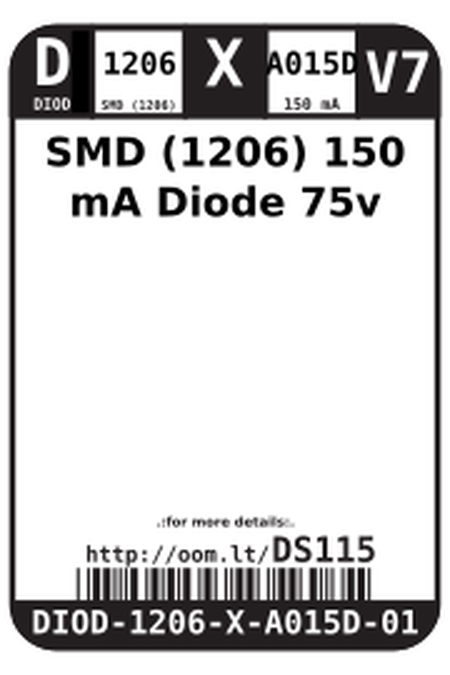 D 1206 X A015D V7
DIOD SMD (1206) 150 mA
SMD (1206) 150
mA Diode 75v
.:for more details:.
http://oom.lt/DS115
DIOD-1206-X-A015D-01